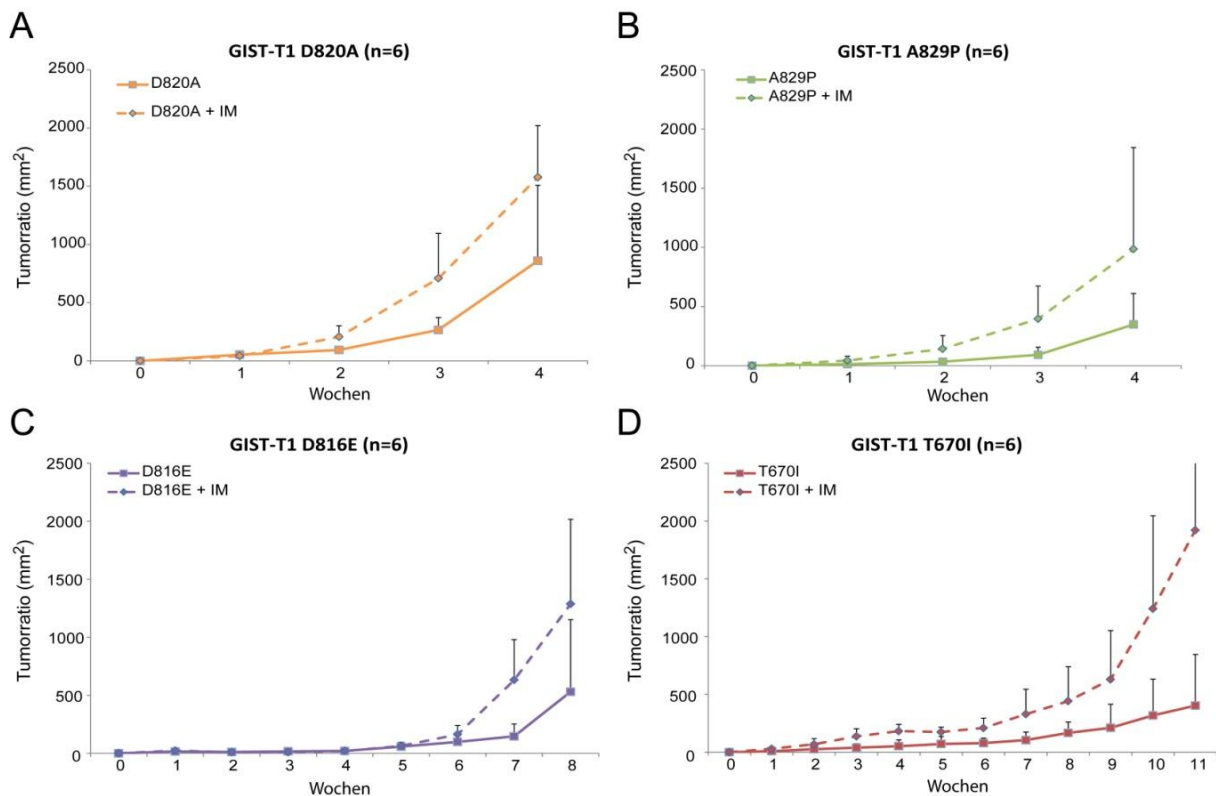 A
GIST-T1 D820A (n=6)
2500
2000
1500
1000
500
0
Tumorratio (mm²)
D820A
D820A + IM
0 1 2 3 4
Wochen
B
GIST-T1 A829P (n=6)
2500
2000
1500
1000
500
0
Tumorratio (mm²)
A829P
A829P + IM
0 1 2 3 4
Wochen
C
GIST-T1 D816E (n=6)
2500
2000
1500
1000
500
0
Tumorratio (mm²)
D816E
D816E + IM
0 1 2 3 4 5 6 7 8
Wochen
D
GIST-T1 T670I (n=6)
2500
2000
1500
1000
500
0
Tumorratio (mm²)
T670I
T670I + IM
0 1 2 3 4 5 6 7 8 9 10 11
Wochen